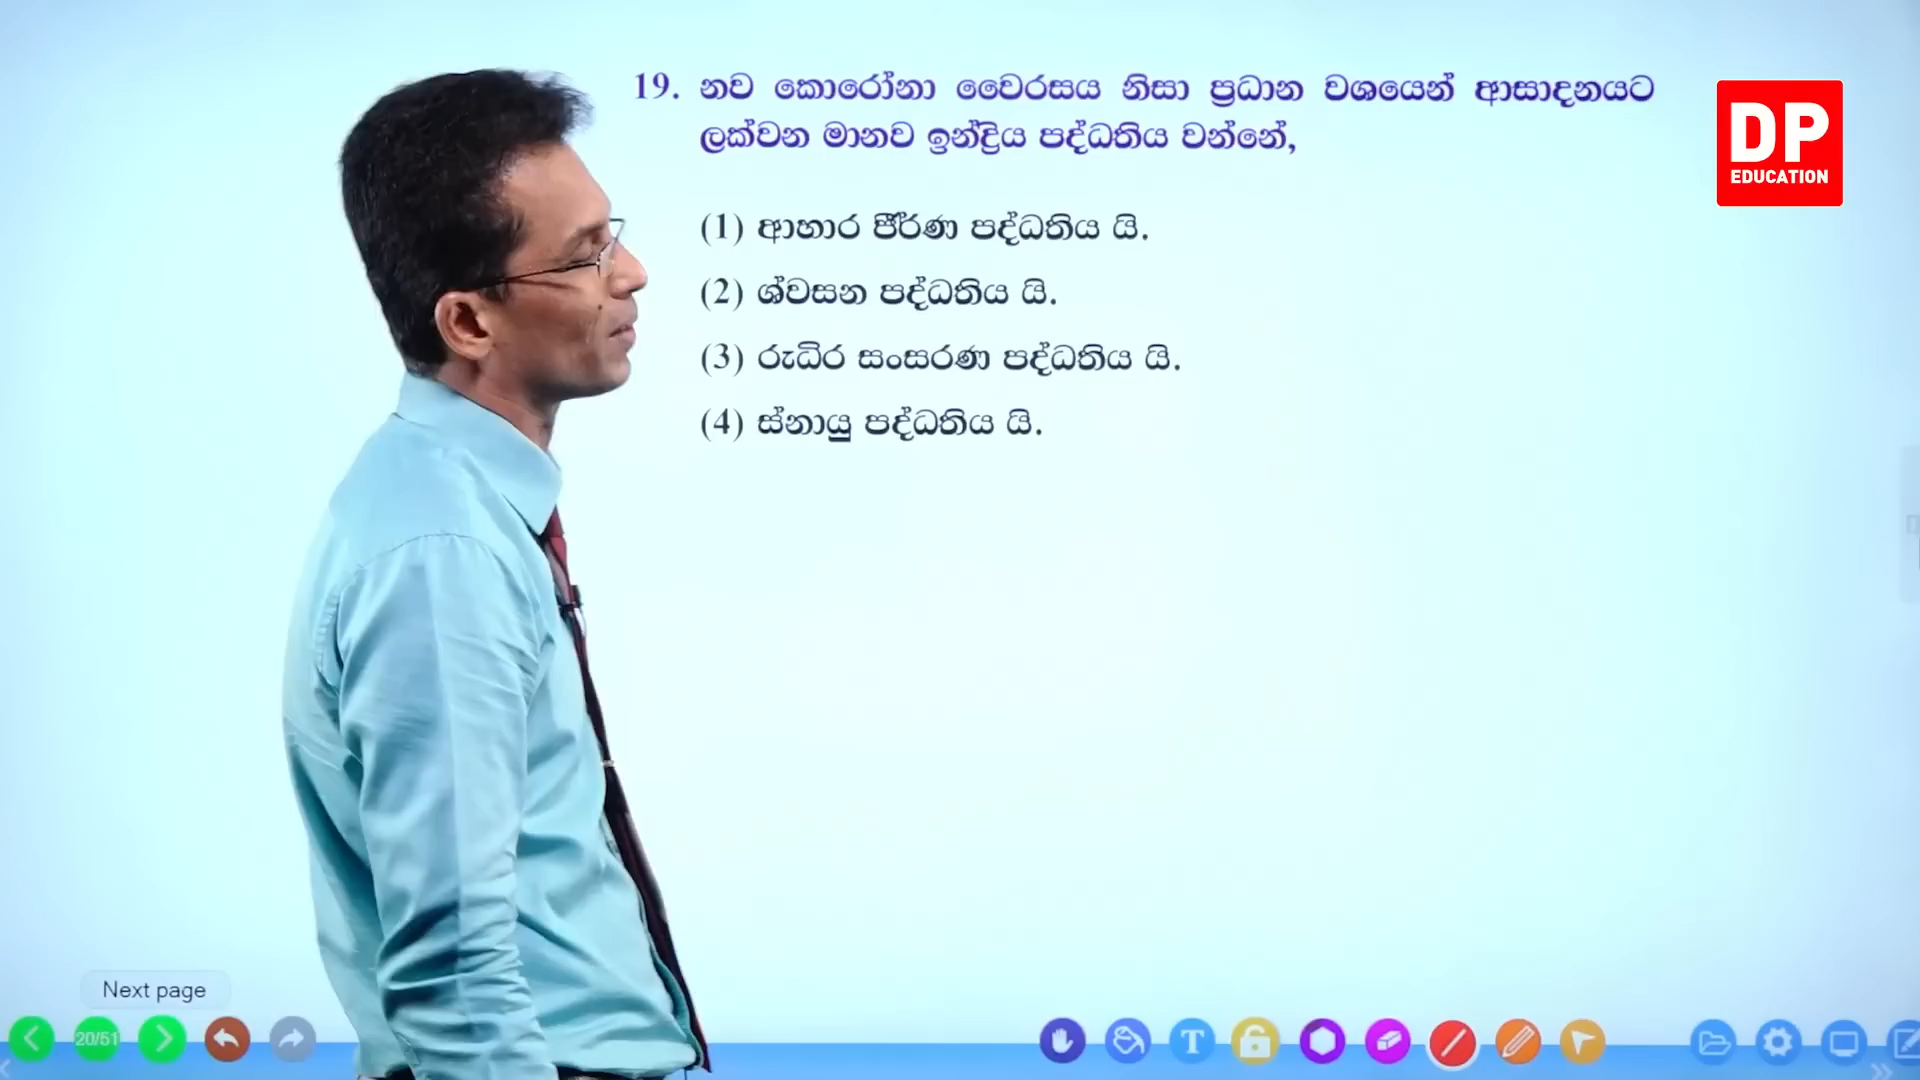 19. නව කොරෝනා වෛරසය නිසා ප්‍රධාන වශයෙන් ආසාදනයට
ලක්වන මානව ඉන්ද්‍රිය පද්ධතිය වන්නේ,
(1) ආහාර ජීර්ණ පද්ධතිය යි.
(2) ශ්වසන පද්ධතිය යි.
(3) රුධිර සංසරණ පද්ධතිය යි.
(4) ස්නායු පද්ධතිය යි.
DP
EDUCATION
Next page
20/51
T